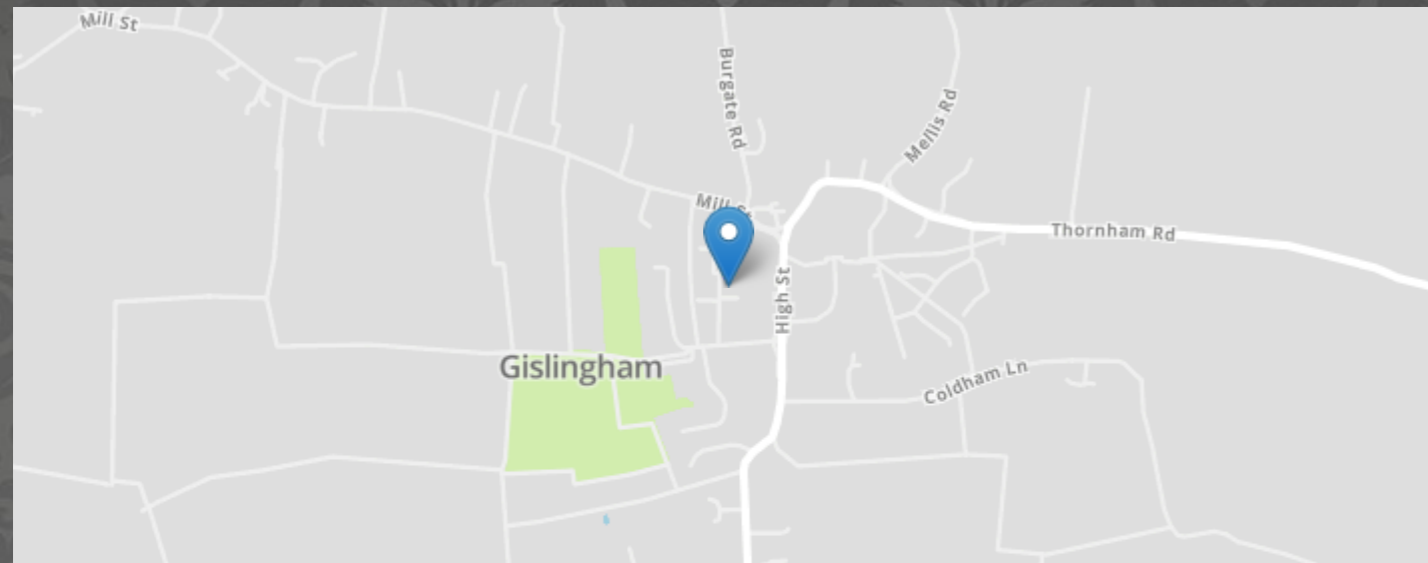 Mill St
Burgate Rd
Mellis Rd
Mill St
Thornham Rd
High St
Gislingham
Coldham Ln